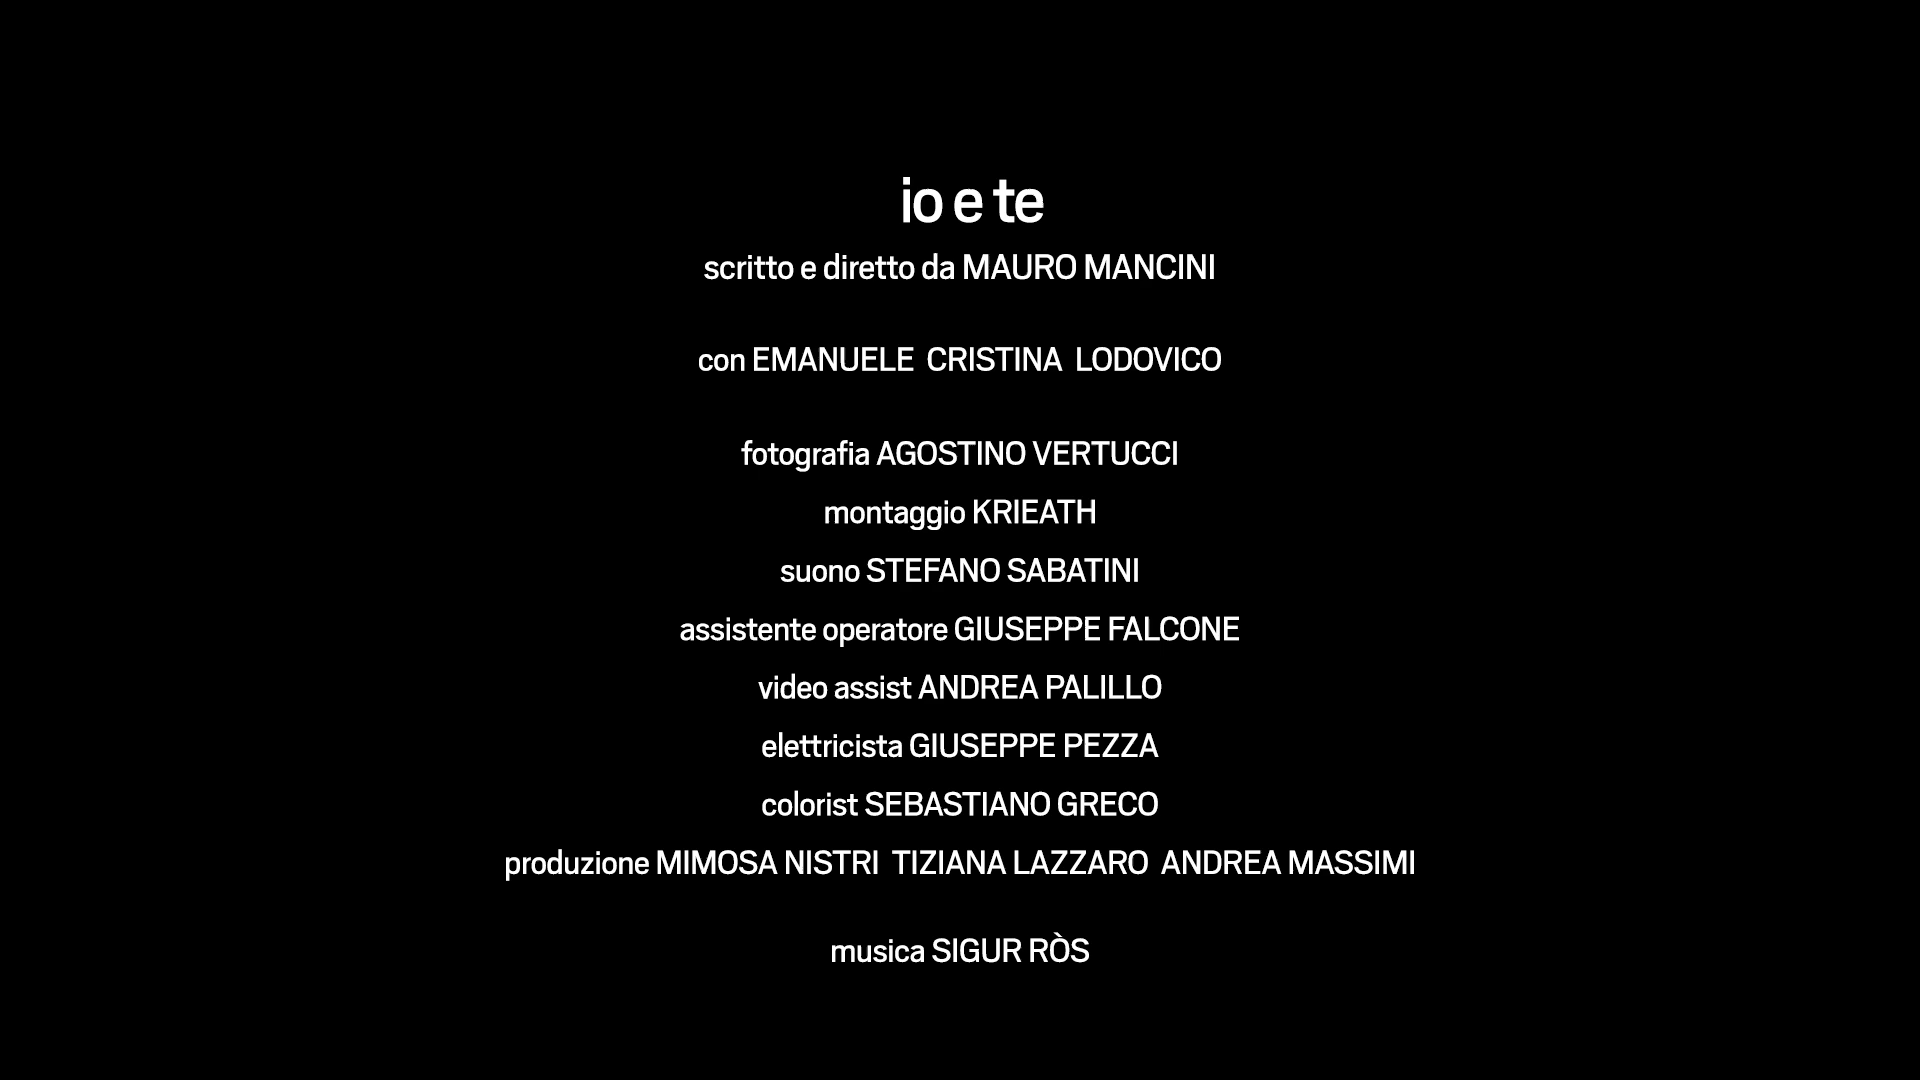 io e te
scritto e diretto da MAURO MANCINI
con EMANUELE CRISTINA LODOVICO
fotografia AGOSTINO VERTUCCI
montaggio KRIEATH
suono STEFANO SABATINI
assistente operatore GIUSEPPE FALCONE
video assist ANDREA PALILLO
elettricista GIUSEPPE PEZZA
colorist SEBASTIANO GRECO
produzione MIMOSA NISTRI TIZIANA LAZZARO ANDREA MASSIMI
musica SIGUR RÒS